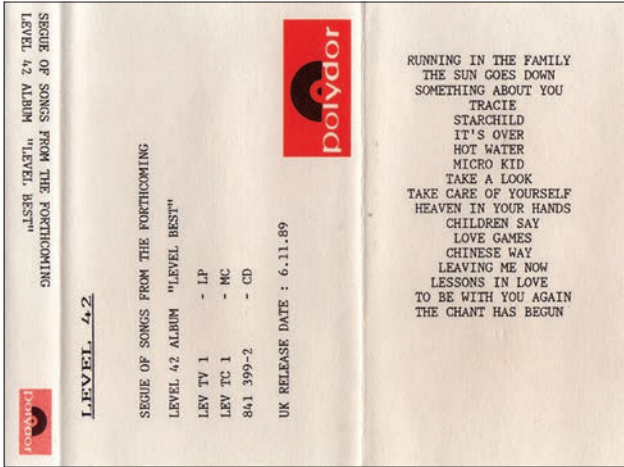 SEGUE OF SONGS FROM THE FORTHCOMING
LEVEL 42 ALBUM "LEVEL BEST"
polydor
LEVEL 42
SEGUE OF SONGS FROM THE FORTHCOMING
LEVEL 42 ALBUM "LEVEL BEST"
LEV TV 1 - LP
LEV TC 1 - MC
841 399-2 - CD
UK RELEASE DATE : 6.11.89
polydor
RUNNING IN THE FAMILY
THE SUN GOES DOWN
SOMETHING ABOUT YOU
TRACIE
STARCHILD
IT'S OVER
HOT WATER
MICRO KID
TAKE A LOOK
TAKE CARE OF YOURSELF
HEAVEN IN YOUR HANDS
CHILDREN SAY
LOVE GAMES
CHINESE WAY
LEAVING ME NOW
LESSONS IN LOVE
TO BE WITH YOU AGAIN
THE CHANT HAS BEGUN